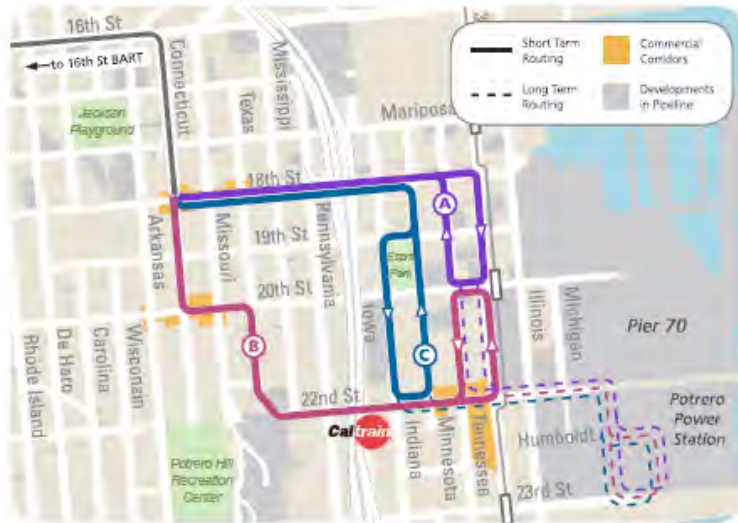 16th St
←to 16th St BART
Connecticut
Mississippi
Texas
Jackson
Playground
Mariposa
Short Term
Routing
Commercial
Corridors
Long Term
Routing
Developments
in Pipeline
18th St
A
Arkansas
Missouri
Pennsylvania
19th St
Esprit
Park
20th St
Iowa
Illinois
Michigan
Pier 70
Rhode Island
De Haro
Carolina
Wisconsin
B
C
22nd St
Caltrain
Indiana
Minnesota
Tennessee
Humboldt
Potrero
Power
Station
Potrero Hill
Recreation
Center
23rd St